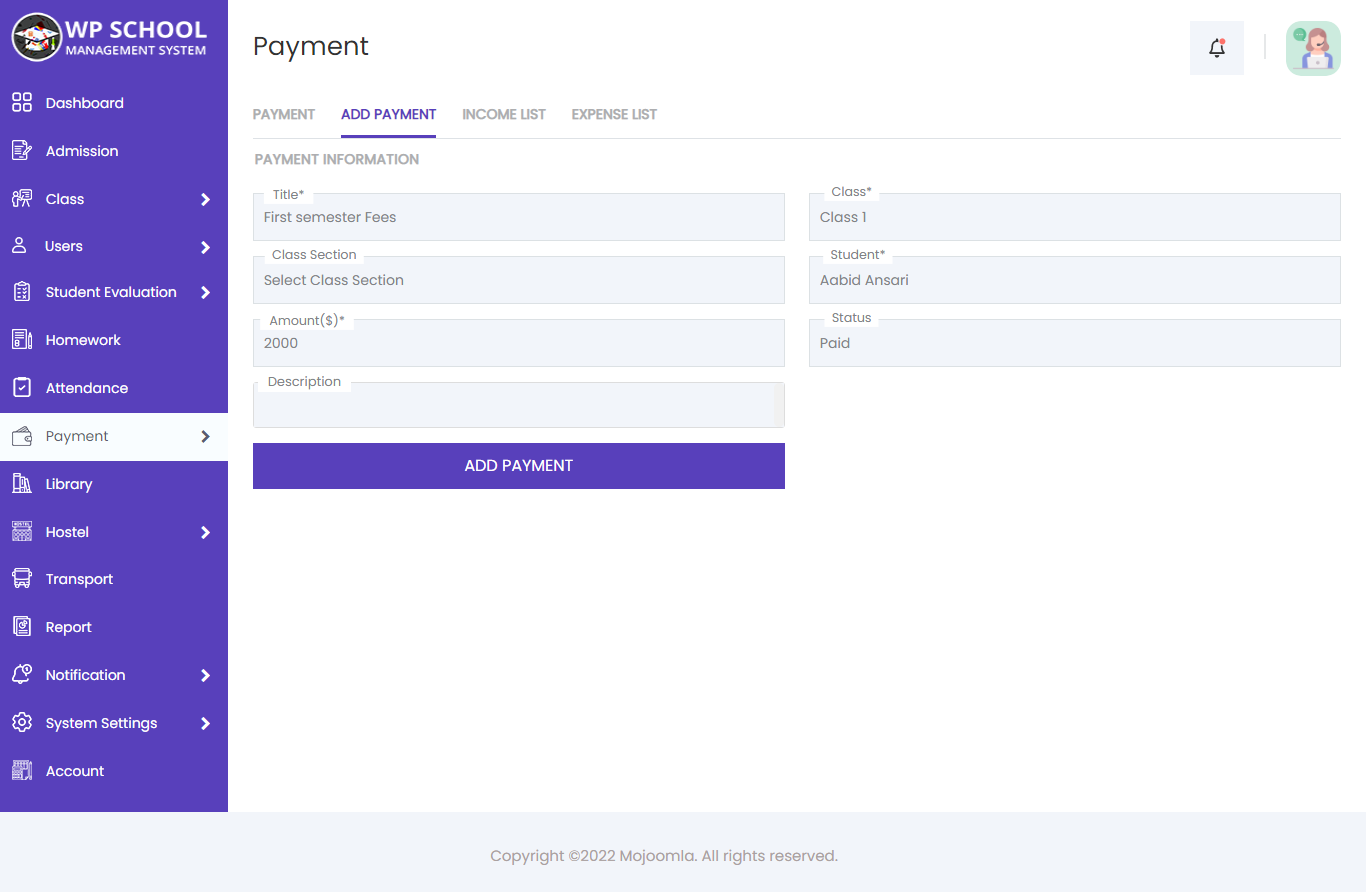 WP SCHOOL
MANAGEMENT SYSTEM
Dashboard
Admission
Class
Users
Student Evaluation
Homework
Attendance
Payment
Library
Hostel
Transport
Report
Notification
System Settings
Account
Payment
PAYMENT ADD PAYMENT INCOME LIST EXPENSE LIST
PAYMENT INFORMATION
Title*
First semester Fees
Class*
Class 1
Class Section
Select Class Section
Student*
Aabid Ansari
Amount($)*
2000
Status
Paid
Description
ADD PAYMENT
Copyright ©2022 Mojoomla. All rights reserved.